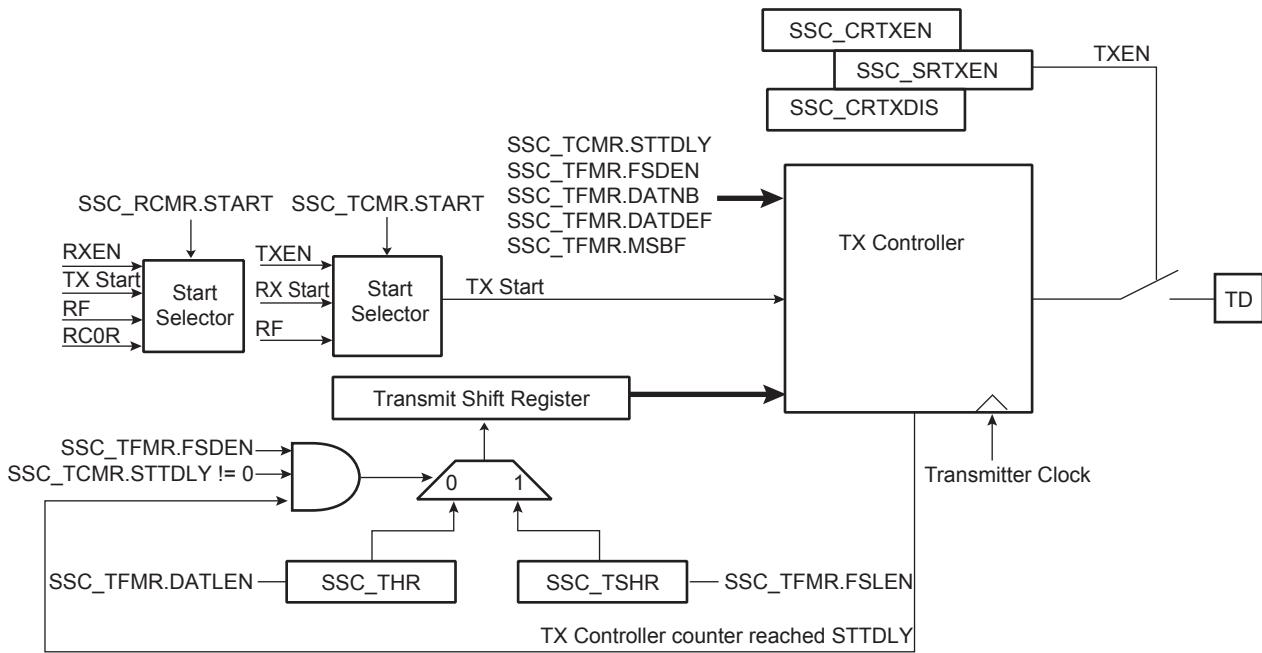 SSC_CRTXEN
SSC_SRTXEN
TXEN
SSC_CRTXDIS
SSC_TCMR.STTDLY
SSC_TFMR.FSDEN
SSC_TFMR.DATNB
SSC_TFMR.DATDEF
SSC_TFMR.MSBF
SSC_RCMR.START
SSC_TCMR.START
TX Controller
RXEN
TX Start
RF
RC0R
Start
Selector
TXEN
RX Start
RF
Start
Selector
TX Start
TD
Transmit Shift Register
SSC_TFMR.FSDEN
SSC_TCMR.STTDLY != 0
0
1
Transmitter Clock
SSC_TFMR.DATLEN
SSC_THR
SSC_TSHR
SSC_TFMR.FSLEN
TX Controller counter reached STTDLY